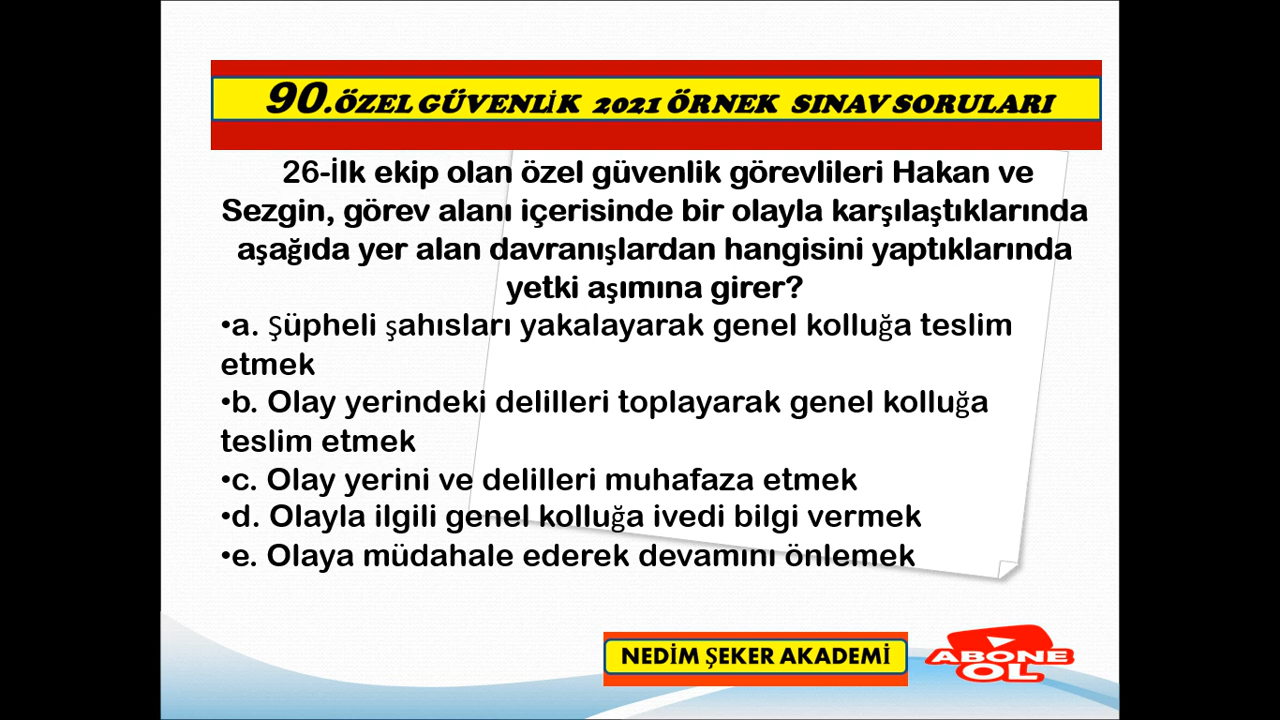 90.ÖZEL GÜVENLİK 2021 ÖRNEK SINAV SORULARI
26-İlk ekip olan özel güvenlik görevlileri Hakan ve
Sezgin, görev alanı içerisinde bir olayla karşılaştıklarında
aşağıda yer alan davranışlardan hangisini yaptıklarında
yetki aşımına girer?
•a. Şüpheli şahısları yakalayarak genel kolluğa teslim
etmek
•b. Olay yerindeki delilleri toplayarak genel kolluğa
teslim etmek
•c. Olay yerini ve delilleri muhafaza etmek
•d. Olayla ilgili genel kolluğa ivedi bilgi vermek
•e. Olaya müdahale ederek devamını önlemek
NEDİM ŞEKER AKADEMİ
ABONE
OL